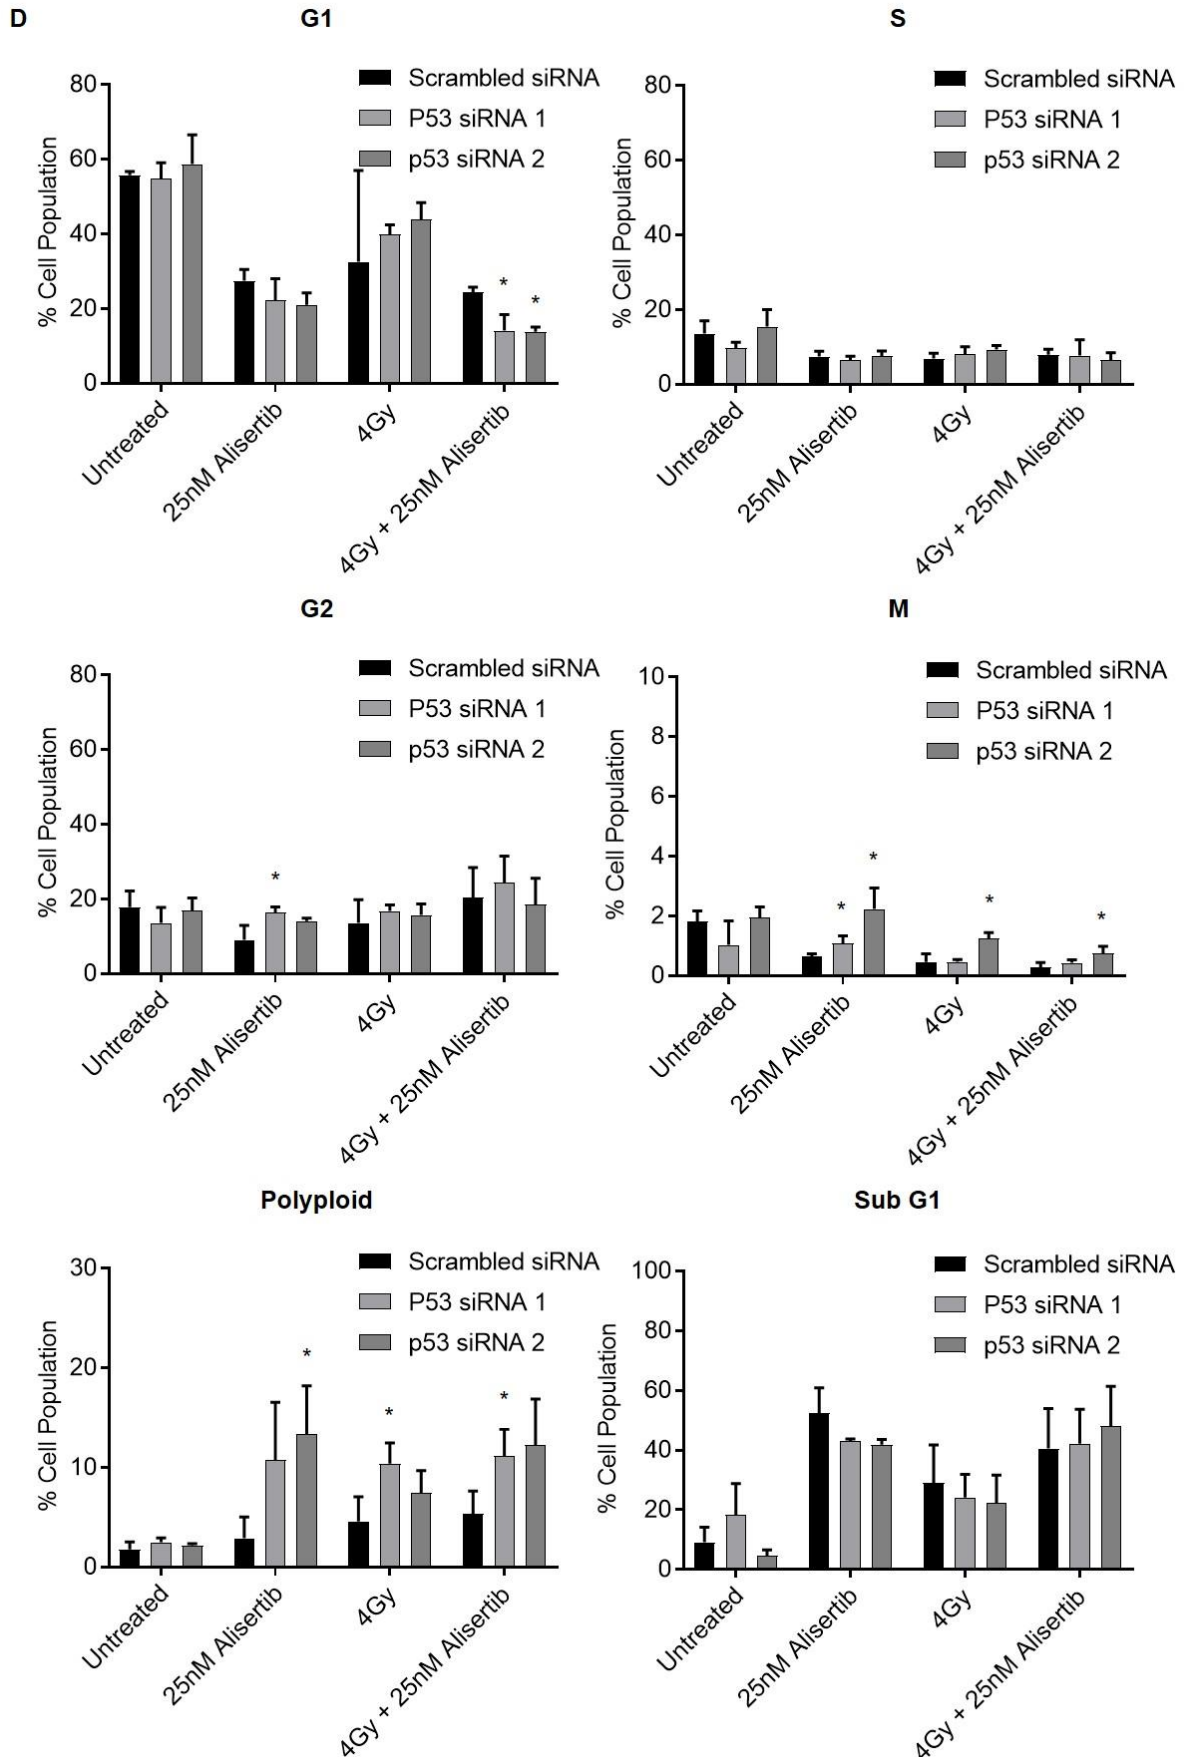 D
G1
% Cell Population
80
60
40
20
0
Scrambled siRNA
P53 siRNA 1
p53 siRNA 2
*
*
Untreated
25nM Alisertib
4Gy
4Gy + 25nM Alisertib
S
% Cell Population
80
60
40
20
0
Scrambled siRNA
P53 siRNA 1
p53 siRNA 2
Untreated
25nM Alisertib
4Gy
4Gy + 25nM Alisertib
G2
% Cell Population
80
60
40
20
0
Scrambled siRNA
P53 siRNA 1
p53 siRNA 2
*
Untreated
25nM Alisertib
4Gy
4Gy + 25nM Alisertib
M
% Cell Population
10
8
6
4
2
0
Scrambled siRNA
P53 siRNA 1
p53 siRNA 2
*
*
*
*
Untreated
25nM Alisertib
4Gy
4Gy + 25nM Alisertib
Polyploid
% Cell Population
30
20
10
0
Scrambled siRNA
P53 siRNA 1
p53 siRNA 2
*
*
*
Untreated
25nM Alisertib
4Gy
4Gy + 25nM Alisertib
Sub G1
% Cell Population
100
80
60
40
20
0
Scrambled siRNA
P53 siRNA 1
p53 siRNA 2
Untreated
25nM Alisertib
4Gy
4Gy + 25nM Alisertib